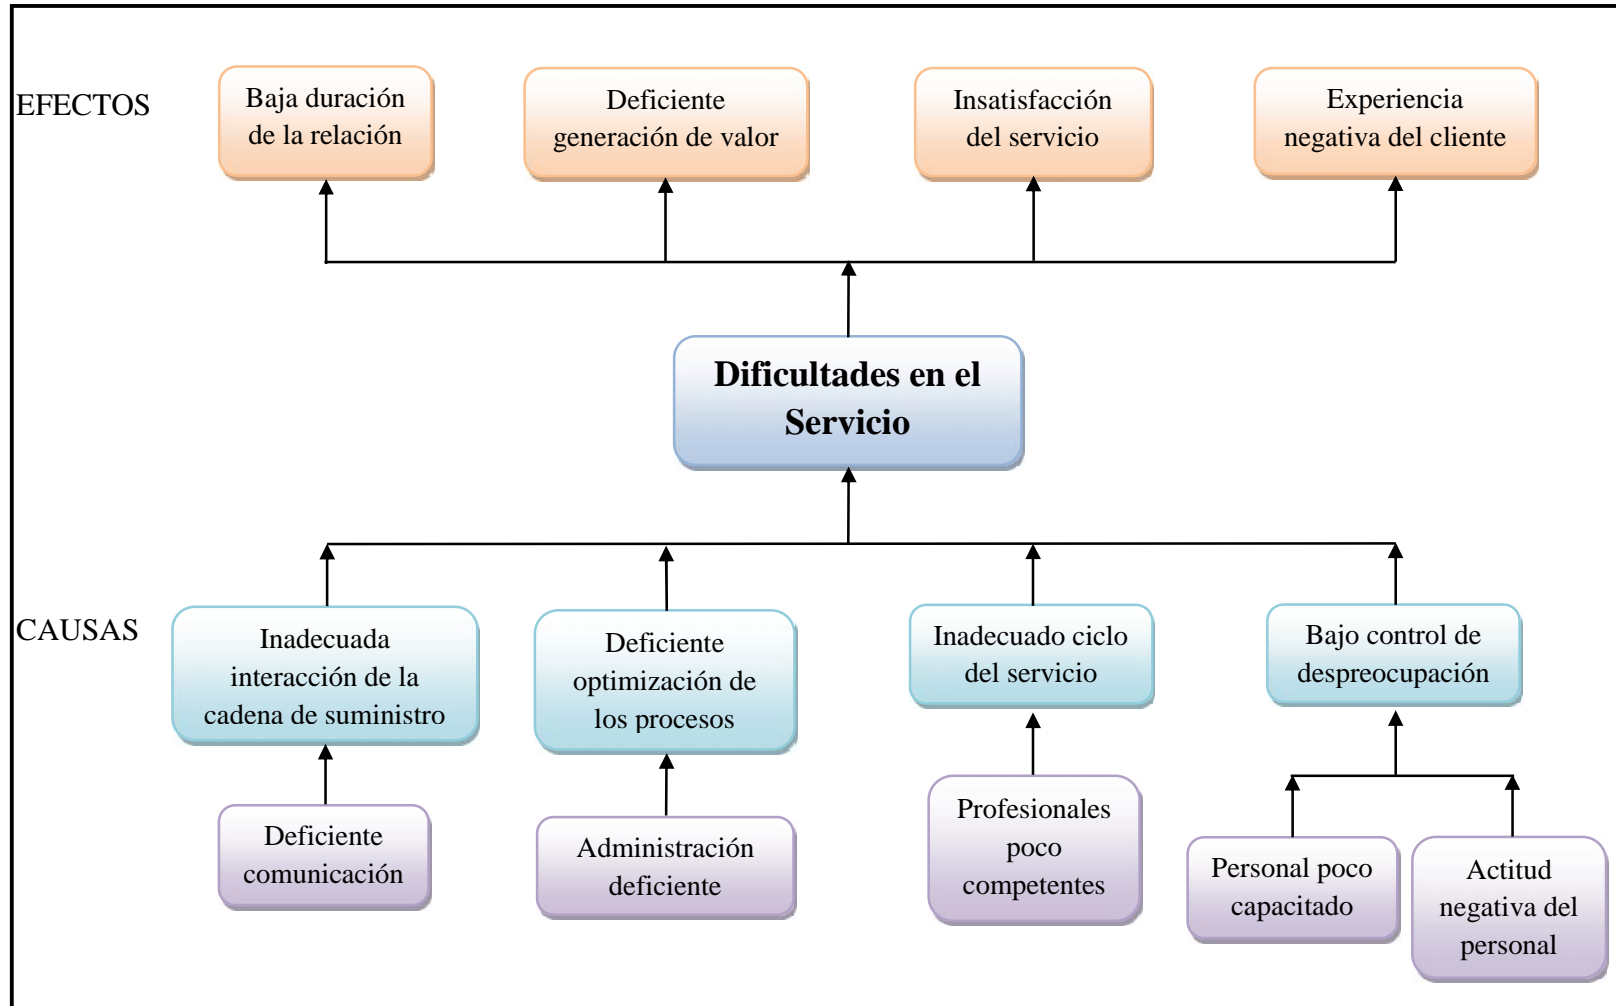 EFECTOS
Baja duración
de la relación
Deficiente
generación de valor
Insatisfacción
del servicio
Experiencia
negativa del cliente
Dificultades en el
Servicio
CAUSAS
Inadecuada
interacción de la
cadena de suministro
Deficiente
optimización de
los procesos
Inadecuado ciclo
del servicio
Bajo control de
despreocupación
Deficiente
comunicación
Administración
deficiente
Profesionales
poco
competentes
Personal poco
capacitado
Actitud
negativa del
personal